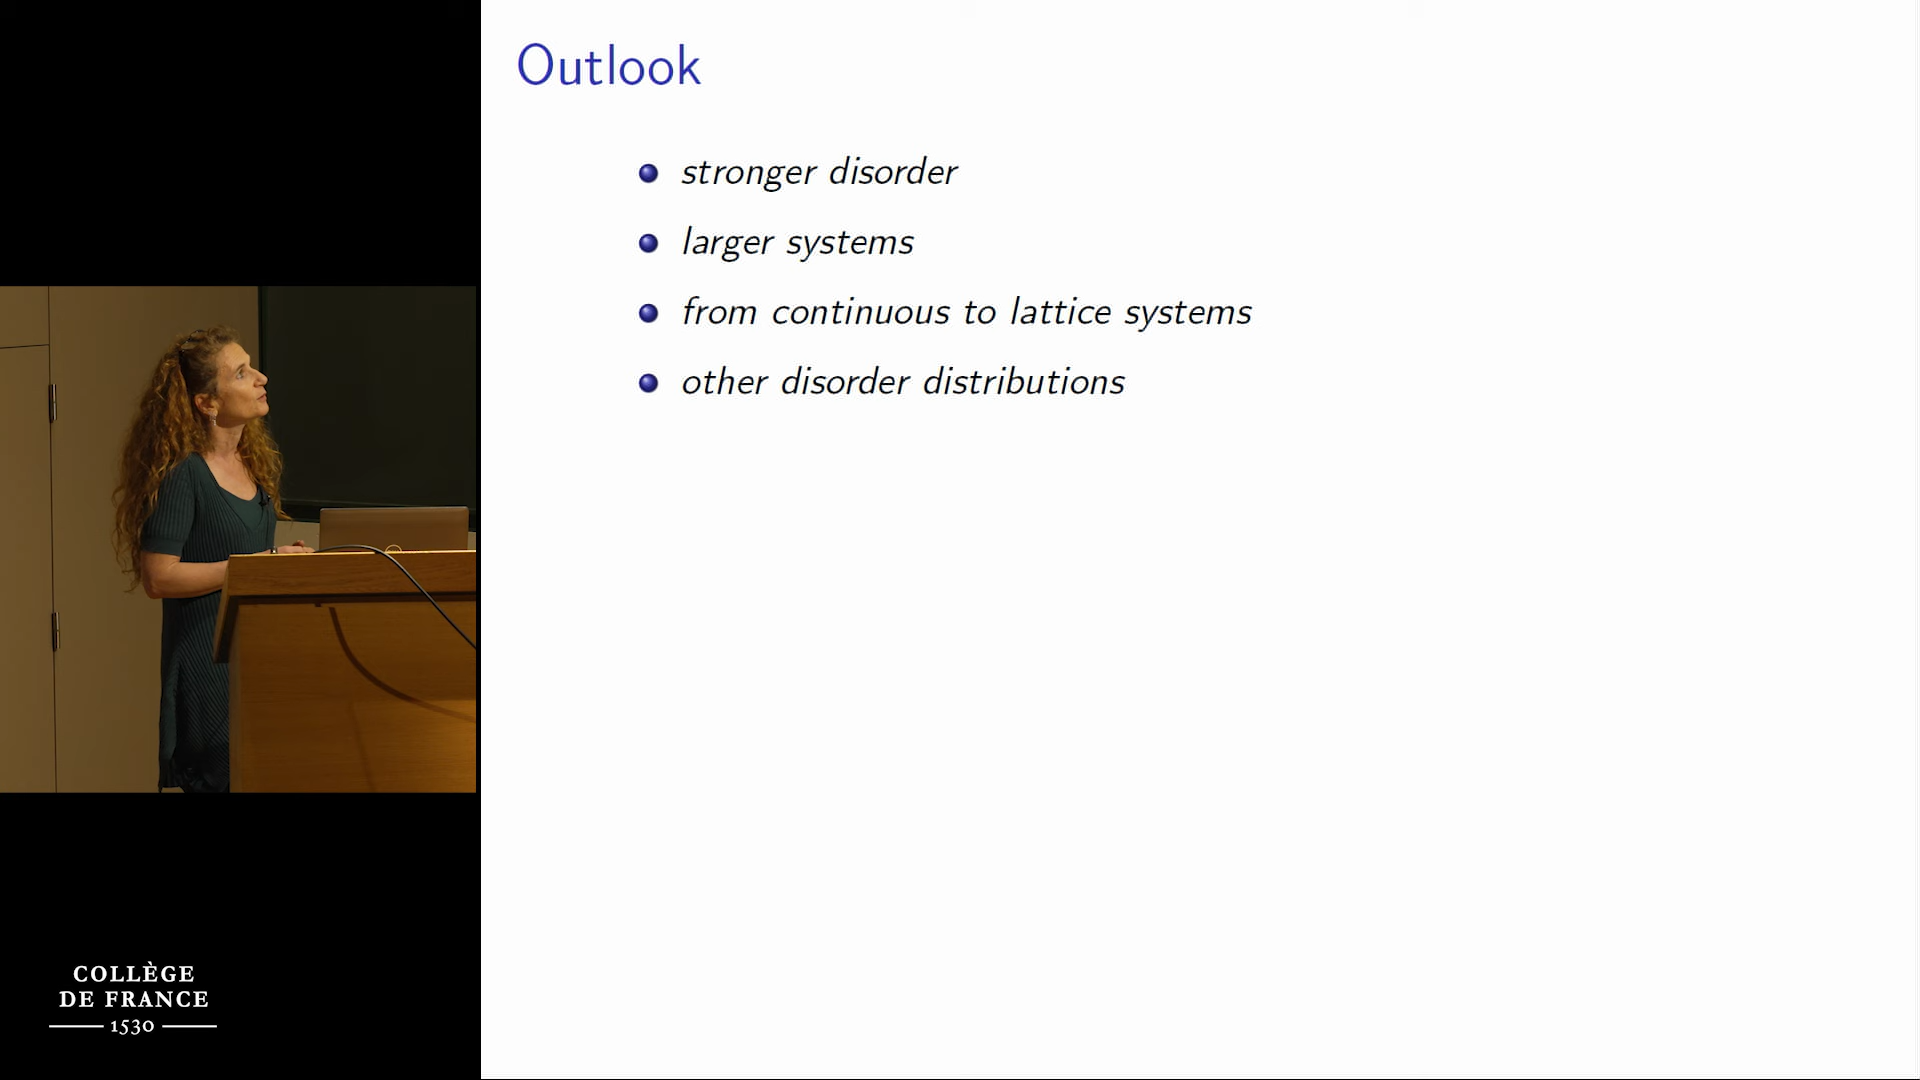 Outlook
stronger disorder
larger systems
from continuous to lattice systems
other disorder distributions
COLLÈGE
DE FRANCE
1530